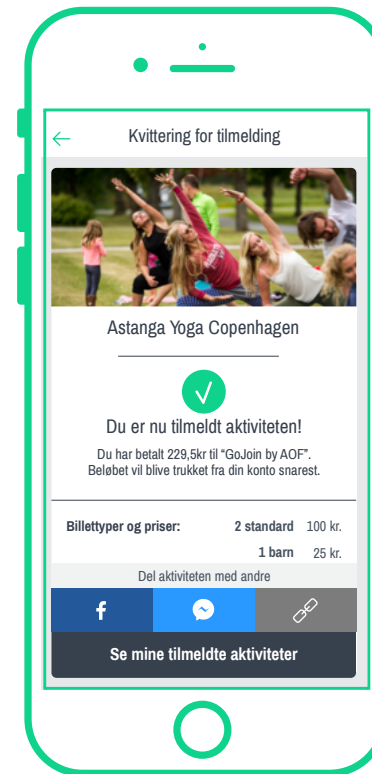 Kvittering for tilmelding
Astanga Yoga Copenhagen
Du er nu tilmeldt aktiviteten!
Du har betalt 229,5kr til “GoJoin by AOF”.
Beløbet vil blive trukket fra din konto snarest.
Billettyper og priser: 2 standard 100 kr.
1 barn 25 kr.
Del aktiviteten med andre
Se mine tilmeldte aktiviteter